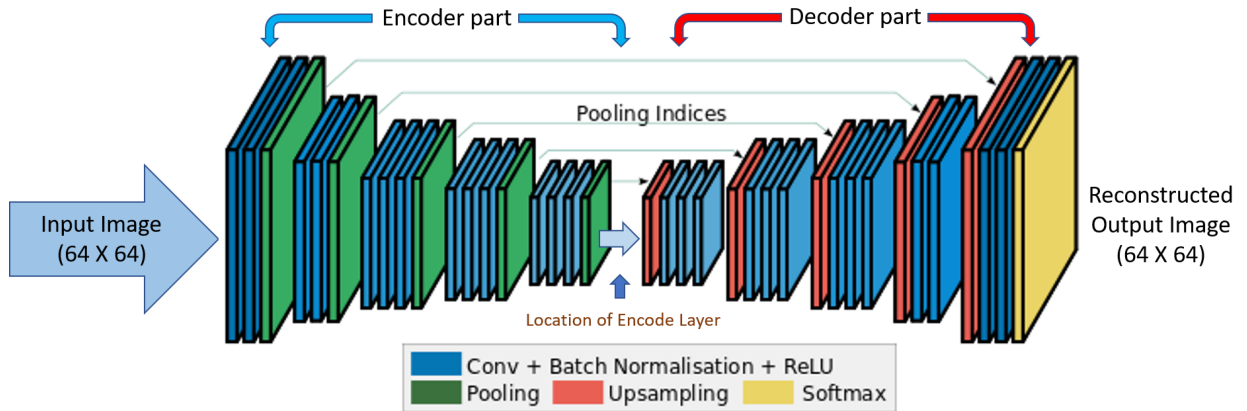 Encoder part
Decoder part
Pooling Indices
Input Image
(64 X 64)
Reconstructed
Output Image
(64 X 64)
Location of Encode Layer
Conv + Batch Normalisation + ReLU
Pooling
Upsampling
Softmax